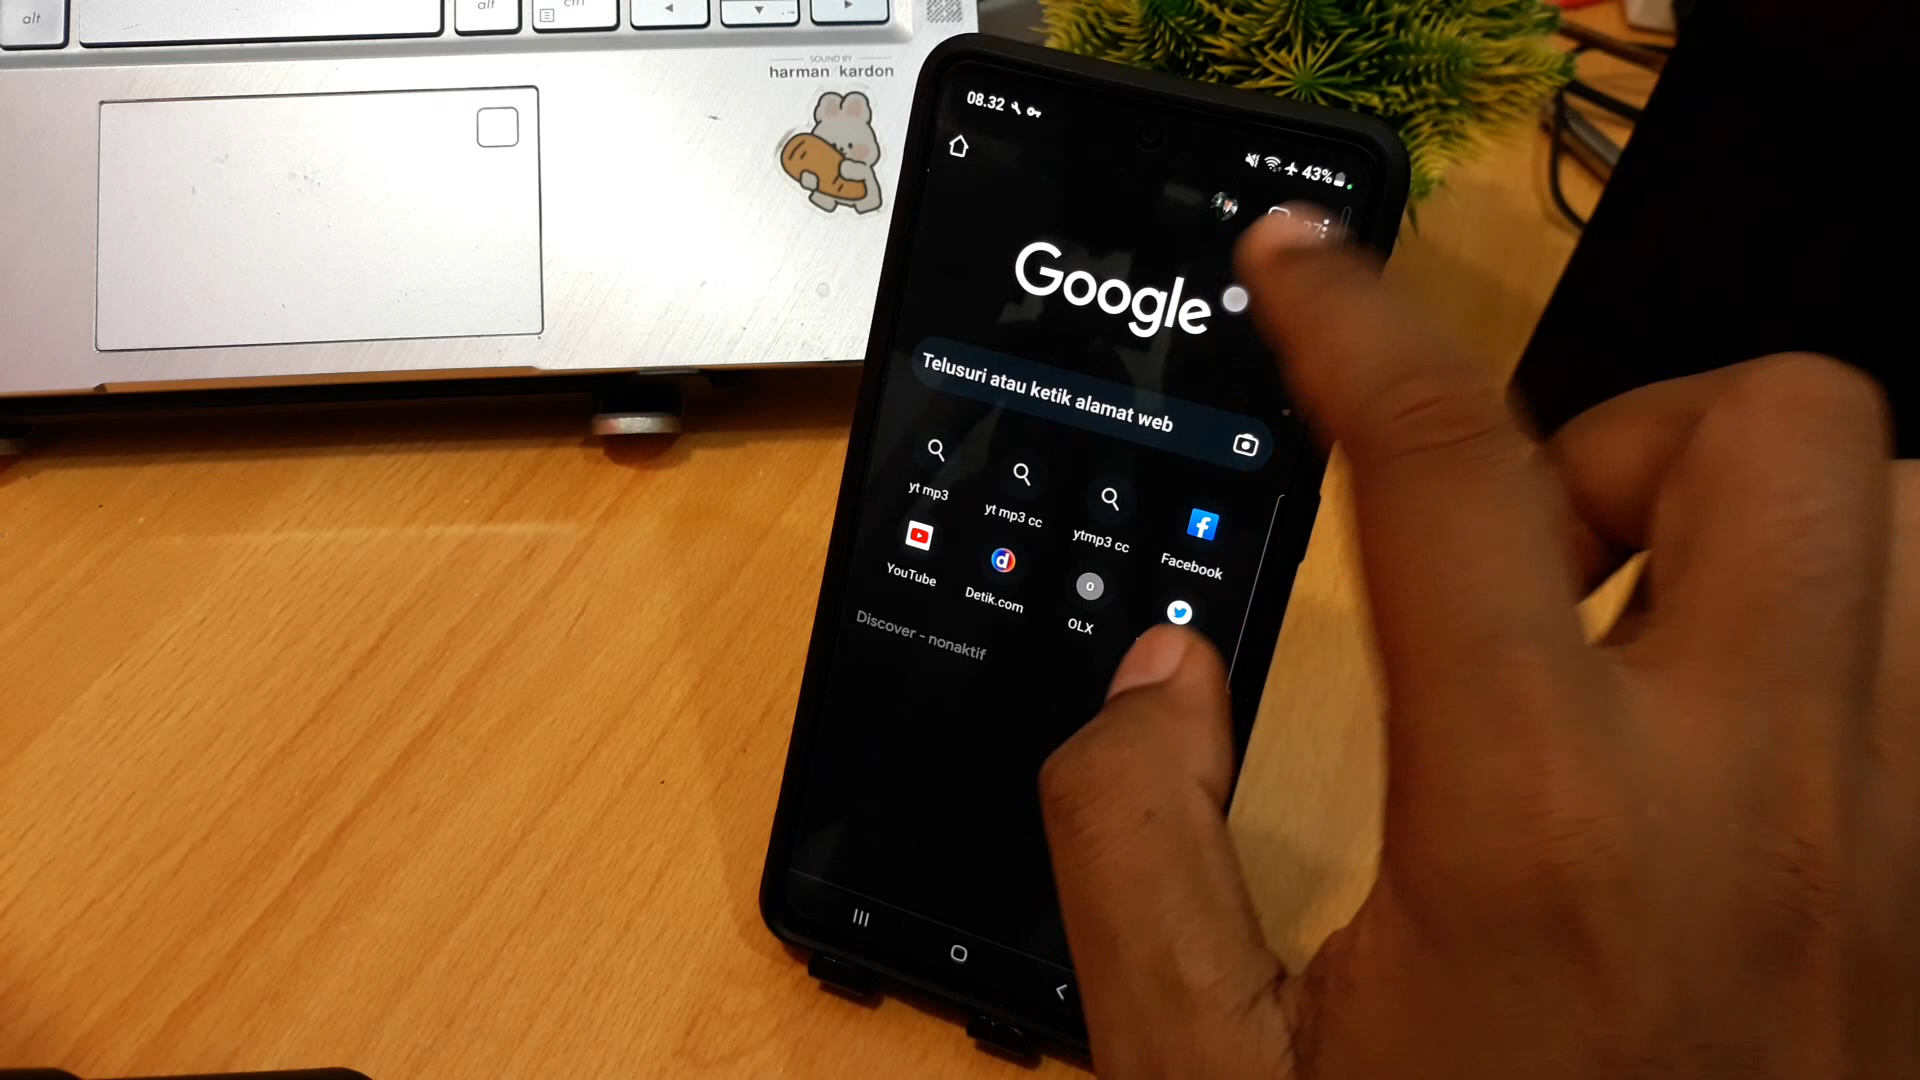 alt
alt
ctrl
SOUND BY
harman / kardon
08.32
43%
Google
Telusuri atau ketik alamat web
yt mp3
yt mp3 cc
ytmp3 cc
Facebook
YouTube
Detik.com
O
OLX
Discover - nonaktif